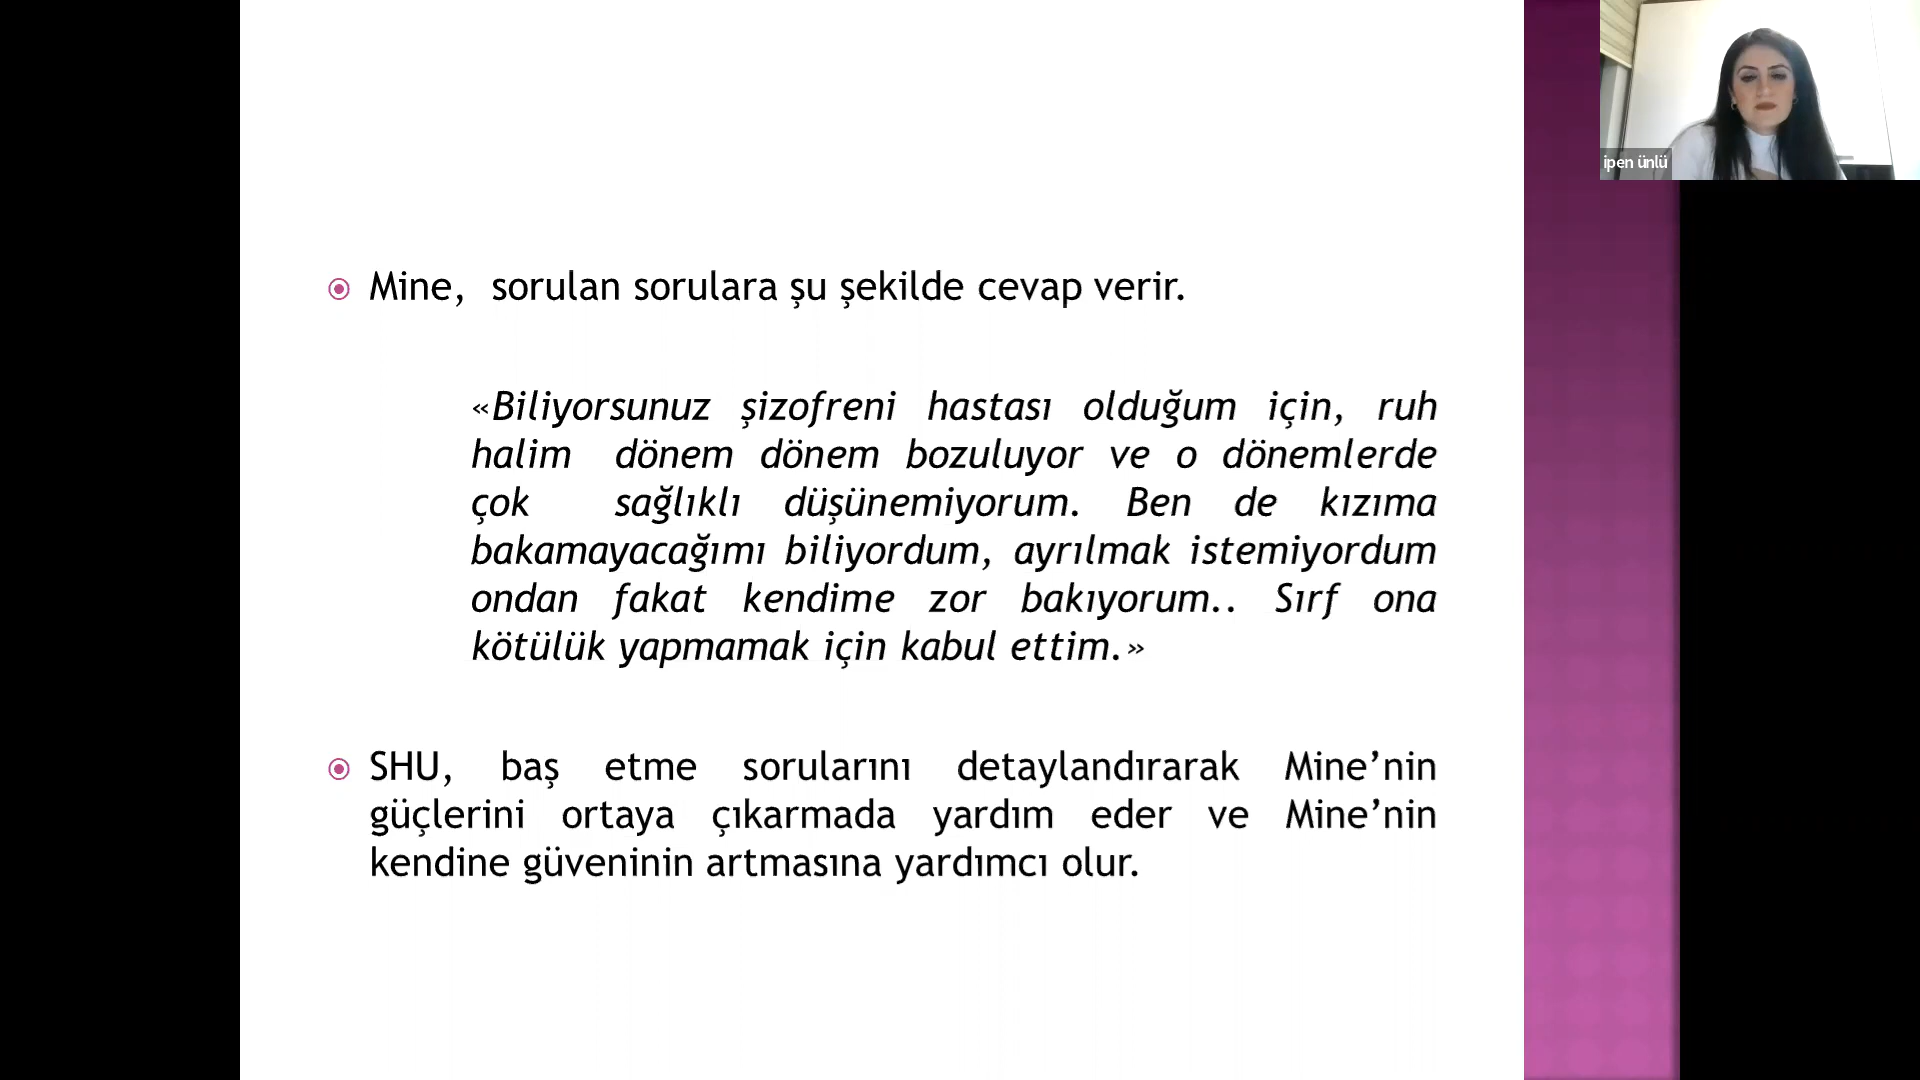 ipen ünlü
Mine, sorulan sorulara şu şekilde cevap verir.
«Biliyorsunuz şizofreni hastası olduğum için, ruh
halim dönem dönem bozuluyor ve o dönemlerde
çok sağlıklı düşünemiyorum. Ben de kızıma
bakamayacağımı biliyordum, ayrılmak istemiyordum
ondan fakat kendime zor bakıyorum.. Sırf ona
kötülük yapmamak için kabul ettim.»
SHU, baş etme sorularını detaylandırarak Mine’nin
güçlerini ortaya çıkarmada yardım eder ve Mine’nin
kendine güveninin artmasına yardımcı olur.